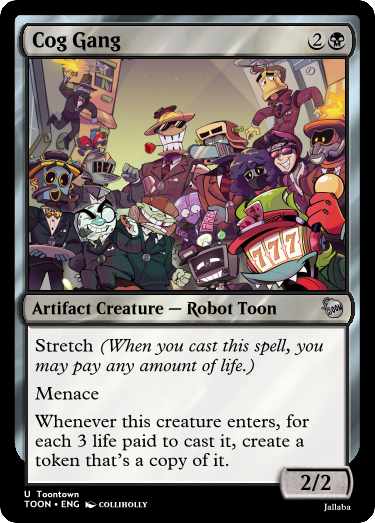 Cog Gang 2
777
Artifact Creature — Robot Toon
Stretch (When you cast this spell, you
may pay any amount of life.)
Menace
Whenever this creature enters, for
each 3 life paid to cast it, create a
token that's a copy of it.
2/2
U Toontown
TOON • ENG COLLIHOLLY
Jallaba